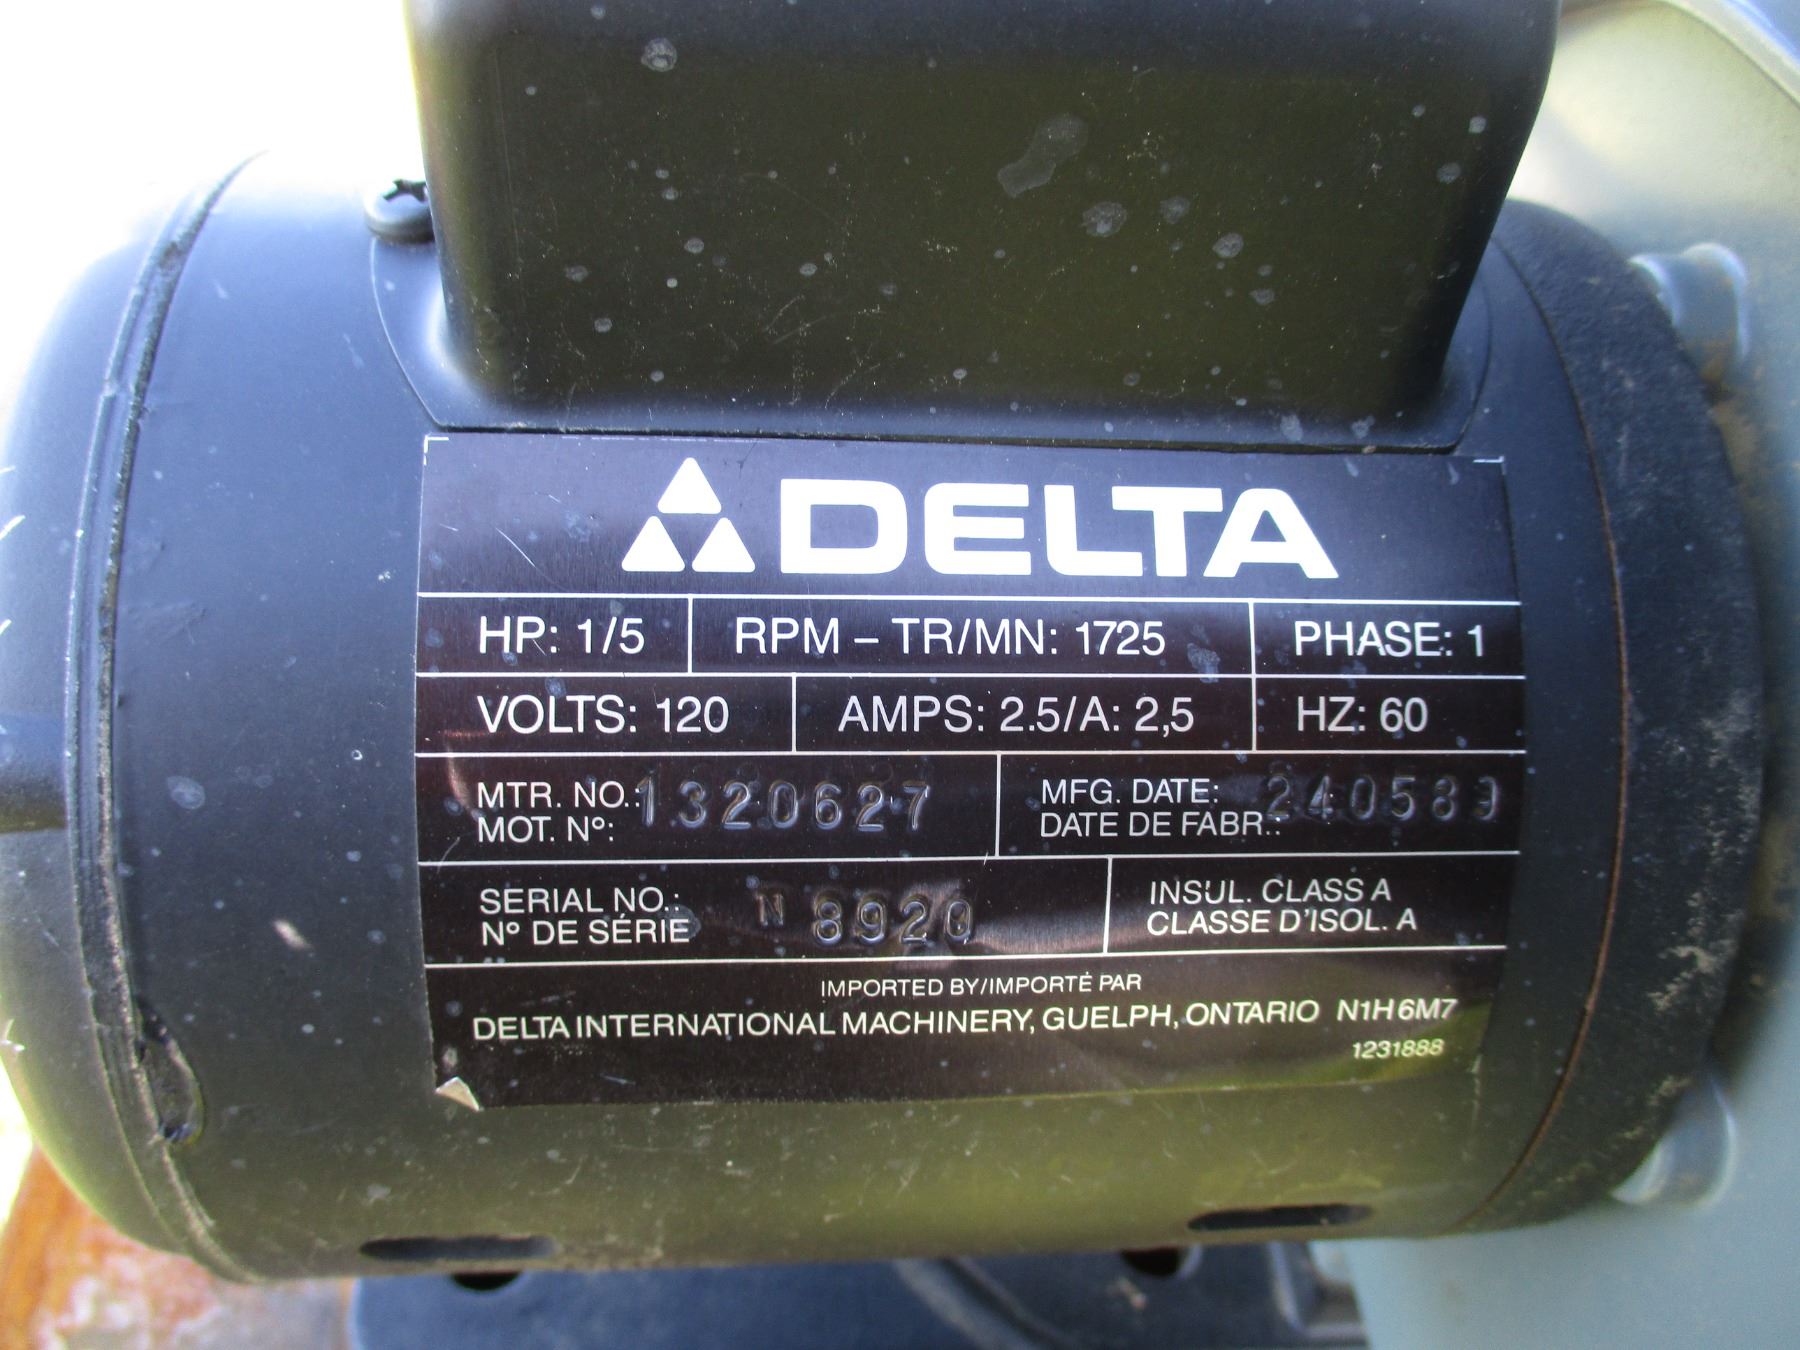 DELTA
HP: 1/5 RPM – TR/MN: 1725 PHASE: 1
VOLTS: 120 AMPS: 2.5/A: 2,5 HZ: 60
MTR. NO.: 1320627 MFG. DATE: 240589
MOT. Nº: DATE DE FABR.:
SERIAL NO.: N 8920 INSUL. CLASS A
Nº DE SÉRIE CLASSE D'ISOL. A
IMPORTED BY/IMPORTÉ PAR
DELTA INTERNATIONAL MACHINERY, GUELPH, ONTARIO N1H 6M7
1231888